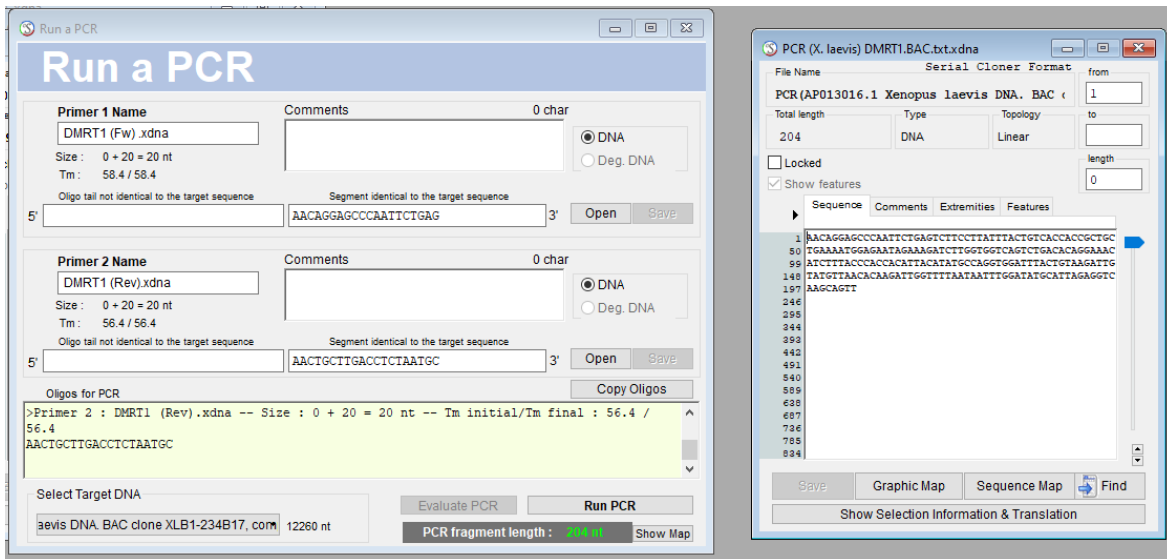 Run a PCR
Run a PCR
Primer 1 Name
Comments
0 char
DMRT1 (Fw) .xdna
DNA
Deg. DNA
Size : 0 + 20 = 20 nt
Tm : 58.4 / 58.4
Oligo tail not identical to the target sequence
Segment identical to the target sequence
5'
AACAGGAGCCCAATTCTGAG
3'
Open
Save
Primer 2 Name
Comments
0 char
DMRT1 (Rev).xdna
DNA
Deg. DNA
Size : 0 + 20 = 20 nt
Tm : 56.4 / 56.4
Oligo tail not identical to the target sequence
Segment identical to the target sequence
5'
AACTGCTTGACCTCTAATGC
3'
Open
Save
Oligos for PCR
Copy Oligos
>Primer 2 : DMRT1 (Rev).xdna -- Size : 0 + 20 = 20 nt -- Tm initial/Tm final : 56.4 /
56.4
AACTGCTTGACCTCTAATGC
Select Target DNA
Evaluate PCR
Run PCR
aevis DNA. BAC clone XLB1-234B17, com
12260 nt
PCR fragment length : 204 nt
Show Map
PCR (X. laevis) DMRT1.BAC.txt.xdna
Serial Cloner Format
File Name
from
PCR(AP013016.1 Xenopus laevis DNA. BAC c
1
Total length
Type
Topology
to
204
DNA
Linear
Locked
length
Show features
0
Sequence
Comments
Extremities
Features
1 AACAGGAGCCCAATTCTGAGTCTTCCTTATTTACTGTCACCACCGCTGC
50 TGAAAATGGAGAATAGAAAGATCTTGGTGGTCAGTCTGACACAGGAAAC
99 ATCTTTACCCACCACATTACATATGCCAGGTGGATTTACTGTAAGATTG
148 TATGTTAACACAAGATTGGTTTTAATAATTTGGATATGCATTAGAGGTC
197 AAGCAGTT
246
295
344
393
442
491
540
589
638
687
736
785
834
Save
Graphic Map
Sequence Map
Find
Show Selection Information & Translation